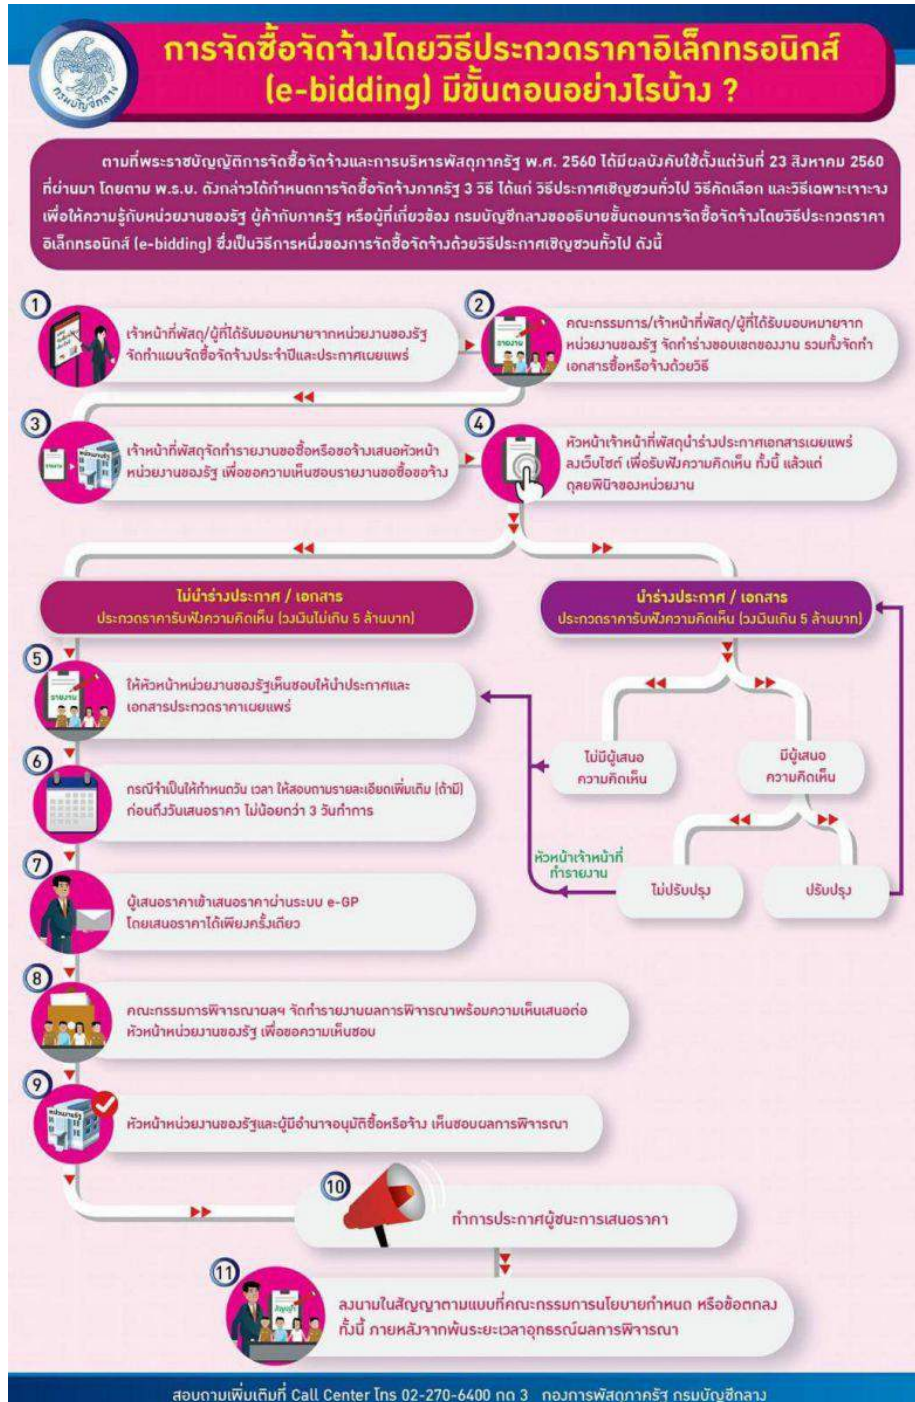 การจัดซื้อจัดจ้างโดยวิธีประกวดราคาอิเล็กทรอนิกส์
(e-bidding) มีขั้นตอนอย่างไรบ้าง ?
กรมบัญชีกลาง
ตามที่พระราชบัญญัติการจัดซื้อจัดจ้างและการบริหารพัสดุภาครัฐ พ.ศ. 2560 ได้มีผลบังคับใช้ตั้งแต่วันที่ 23 สิงหาคม 2560
ที่ผ่านมา โดยตาม พ.ร.บ. ดังกล่าวได้กำหนดการจัดซื้อจัดจ้างภาครัฐ 3 วิธี ได้แก่ วิธีประกาศเชิญชวนทั่วไป วิธีคัดเลือก และวิธีเฉพาะเจาะจง
เพื่อให้ความรู้กับหน่วยงานของรัฐ ผู้ค้ากับภาครัฐ หรือผู้ที่เกี่ยวข้อง กรมบัญชีกลางขออธิบายขั้นตอนการจัดซื้อจัดจ้างโดยวิธีประกวดราคา
อิเล็กทรอนิกส์ (e-bidding) ซึ่งเป็นวิธีการหนึ่งของการจัดซื้อจัดจ้างด้วยวิธีประกาศเชิญชวนทั่วไป ดังนี้
1
เจ้าหน้าที่พัสดุ/ผู้ที่ได้รับมอบหมายจากหน่วยงานของรัฐ
จัดทำแผนจัดซื้อจัดจ้างประจำปีและประกาศเผยแพร่
2
รายงาน
คณะกรรมการ/เจ้าหน้าที่พัสดุ/ผู้ที่ได้รับมอบหมายจาก
หน่วยงานของรัฐ จัดทำร่างขอบเขตของงาน รวมทั้งจัดทำ
เอกสารซื้อหรือจ้างด้วยวิธี
3
รายงาน
หน่วยงานรัฐ
เจ้าหน้าที่พัสดุจัดทำรายงานขอซื้อหรือขอจ้างเสนอหัวหน้า
หน่วยงานของรัฐ เพื่อขอความเห็นชอบรายงานขอซื้อขอจ้าง
4
หัวหน้าเจ้าหน้าที่พัสดุนำร่างประกาศเอกสารเผยแพร่
ลงเว็บไซต์ เพื่อรับฟังความคิดเห็น ทั้งนี้ แล้วแต่
ดุลยพินิจของหน่วยงาน
ไม่นำร่างประกาศ / เอกสาร
ประกวดราคารับฟังความคิดเห็น (วงเงินไม่เกิน 5 ล้านบาท)
นำร่างประกาศ / เอกสาร
ประกวดราคารับฟังความคิดเห็น (วงเงินเกิน 5 ล้านบาท)
5
รายงาน
ให้หัวหน้าหน่วยงานของรัฐเห็นชอบให้นำประกาศและ
เอกสารประกวดราคาเผยแพร่
ไม่มีผู้เสนอ
ความคิดเห็น
มีผู้เสนอ
ความคิดเห็น
6
กรณีจำเป็นให้กำหนดวัน เวลา ให้สอบถามรายละเอียดเพิ่มเติม (ถ้ามี)
ก่อนถึงวันเสนอราคา ไม่น้อยกว่า 3 วันทำการ
หัวหน้าเจ้าหน้าที่
ทำรายงาน
ไม่ปรับปรุง
ปรับปรุง
7
ผู้เสนอราคาเข้าเสนอราคาผ่านระบบ e-GP
โดยเสนอราคาได้เพียงครั้งเดียว
8
คณะกรรมการพิจารณาผลฯ จัดทำรายงานผลการพิจารณาพร้อมความเห็นเสนอต่อ
หัวหน้าหน่วยงานของรัฐ เพื่อขอความเห็นชอบ
9
หน่วยงานรัฐ
หัวหน้าหน่วยงานของรัฐและผู้มีอำนาจอนุมัติซื้อหรือจ้าง เห็นชอบผลการพิจารณา
10
ทำการประกาศผู้ชนะการเสนอราคา
11
สัญญา
ลงนามในสัญญาตามแบบที่คณะกรรมการนโยบายกำหนด หรือข้อตกลง
ทั้งนี้ ภายหลังจากพ้นระยะเวลาอุทธรณ์ผลการพิจารณา
สอบถามเพิ่มเติมที่ Call Center โทร 02-270-6400 กด 3 กองการพัสดุภาครัฐ กรมบัญชีกลาง